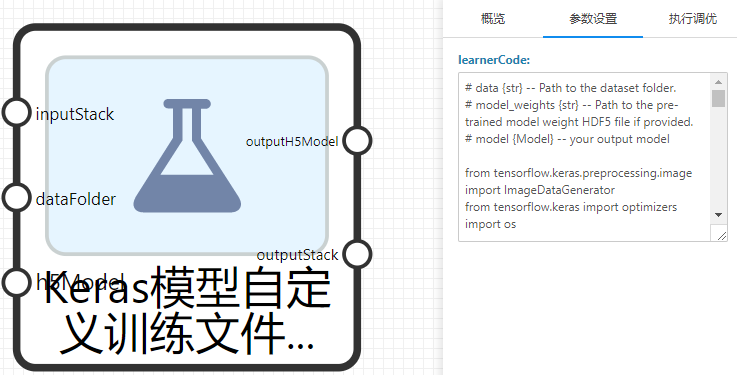 inputStack
dataFolder
h5Model
outputH5Model
outputStack
Keras模型自定
义训练文件...
概览
参数设置
执行调优
learnerCode:
# data {str} -- Path to the dataset folder.
# model_weights {str} -- Path to the pre-
trained model weight HDF5 file if provided.
# model {Model} -- your output model
from tensorflow.keras.preprocessing.image
import ImageDataGenerator
from tensorflow.keras import optimizers
import os